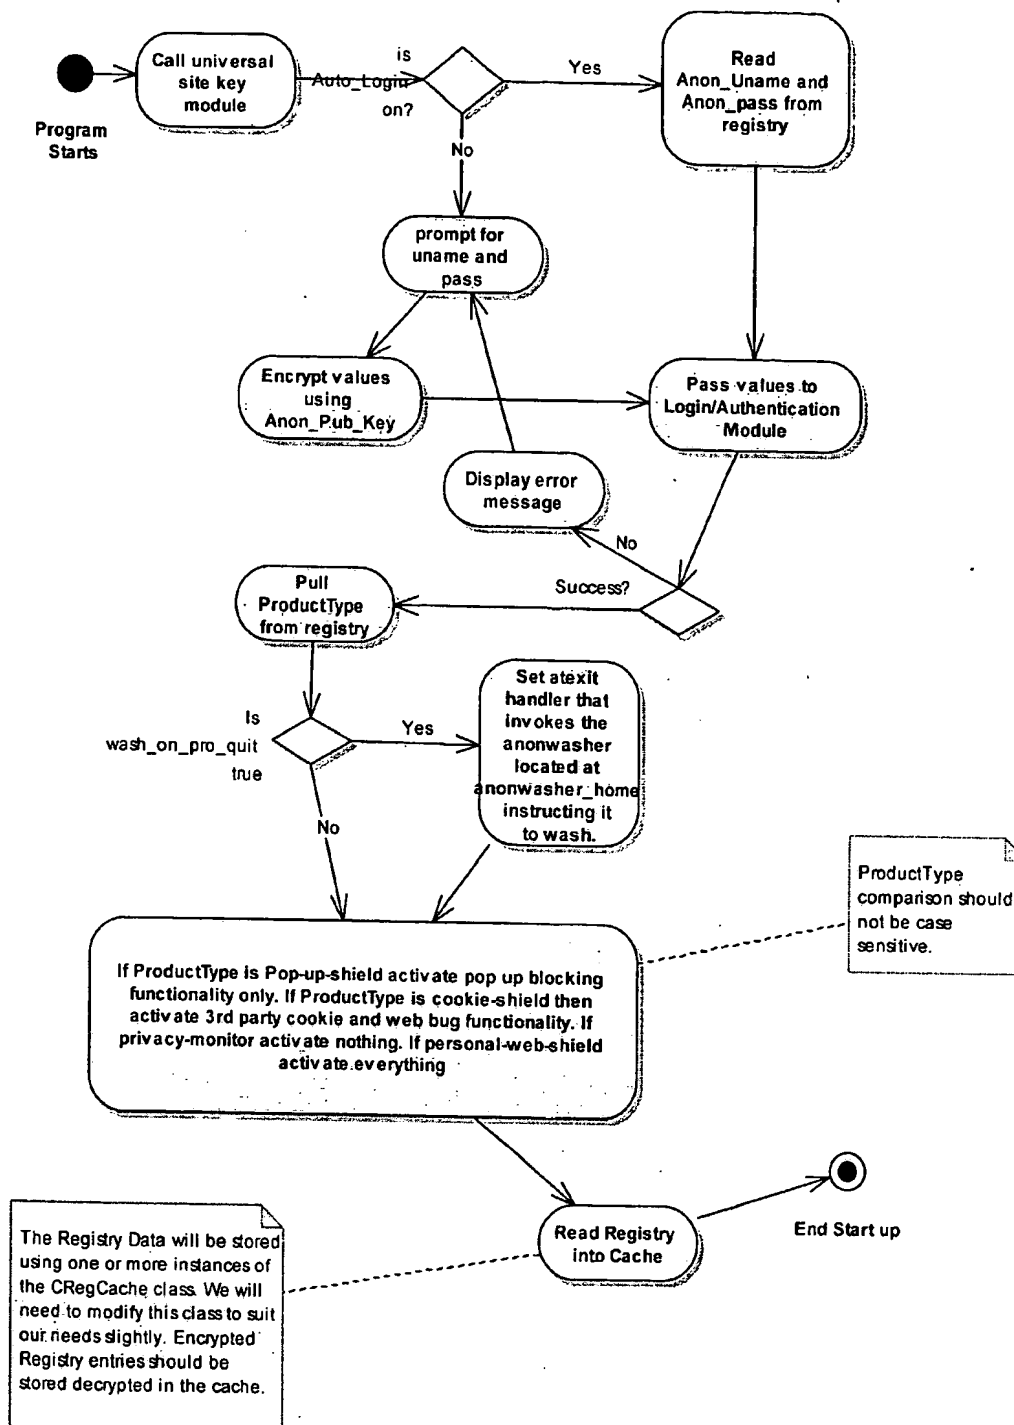 Program
Starts
Call universal
site key
module
is
Auto_Login
on?
Yes
Read
Anon_Uname and
Anon_pass from
registry
No
prompt for
uname and
pass
Encrypt values
using
Anon_Pub_Key
Pass values to
Login/Authentication
Module
Display error
message
No
Success?
Pull
ProductType
from registry
Is
wash_on_pro_quit
true
Yes
Set atexit
handler that
invokes the
anonwasher
located at
anonwasher_home
instructing it
to wash.
No
ProductType
comparison should
not be case
sensitive.
If ProductType is Pop-up-shield activate pop up blocking
functionality only. If ProductType is cookie-shield then
activate 3rd party cookie and web bug functionality. If
privacy-monitor activate nothing. If personal-web-shield
activate everything
Read Registry
into Cache
End Start up
The Registry Data will be stored
using one or more instances of
the CRegCache class. We will
need to modify this class to suit
our needs slightly. Encrypted
Registry entries should be
stored decrypted in the cache.